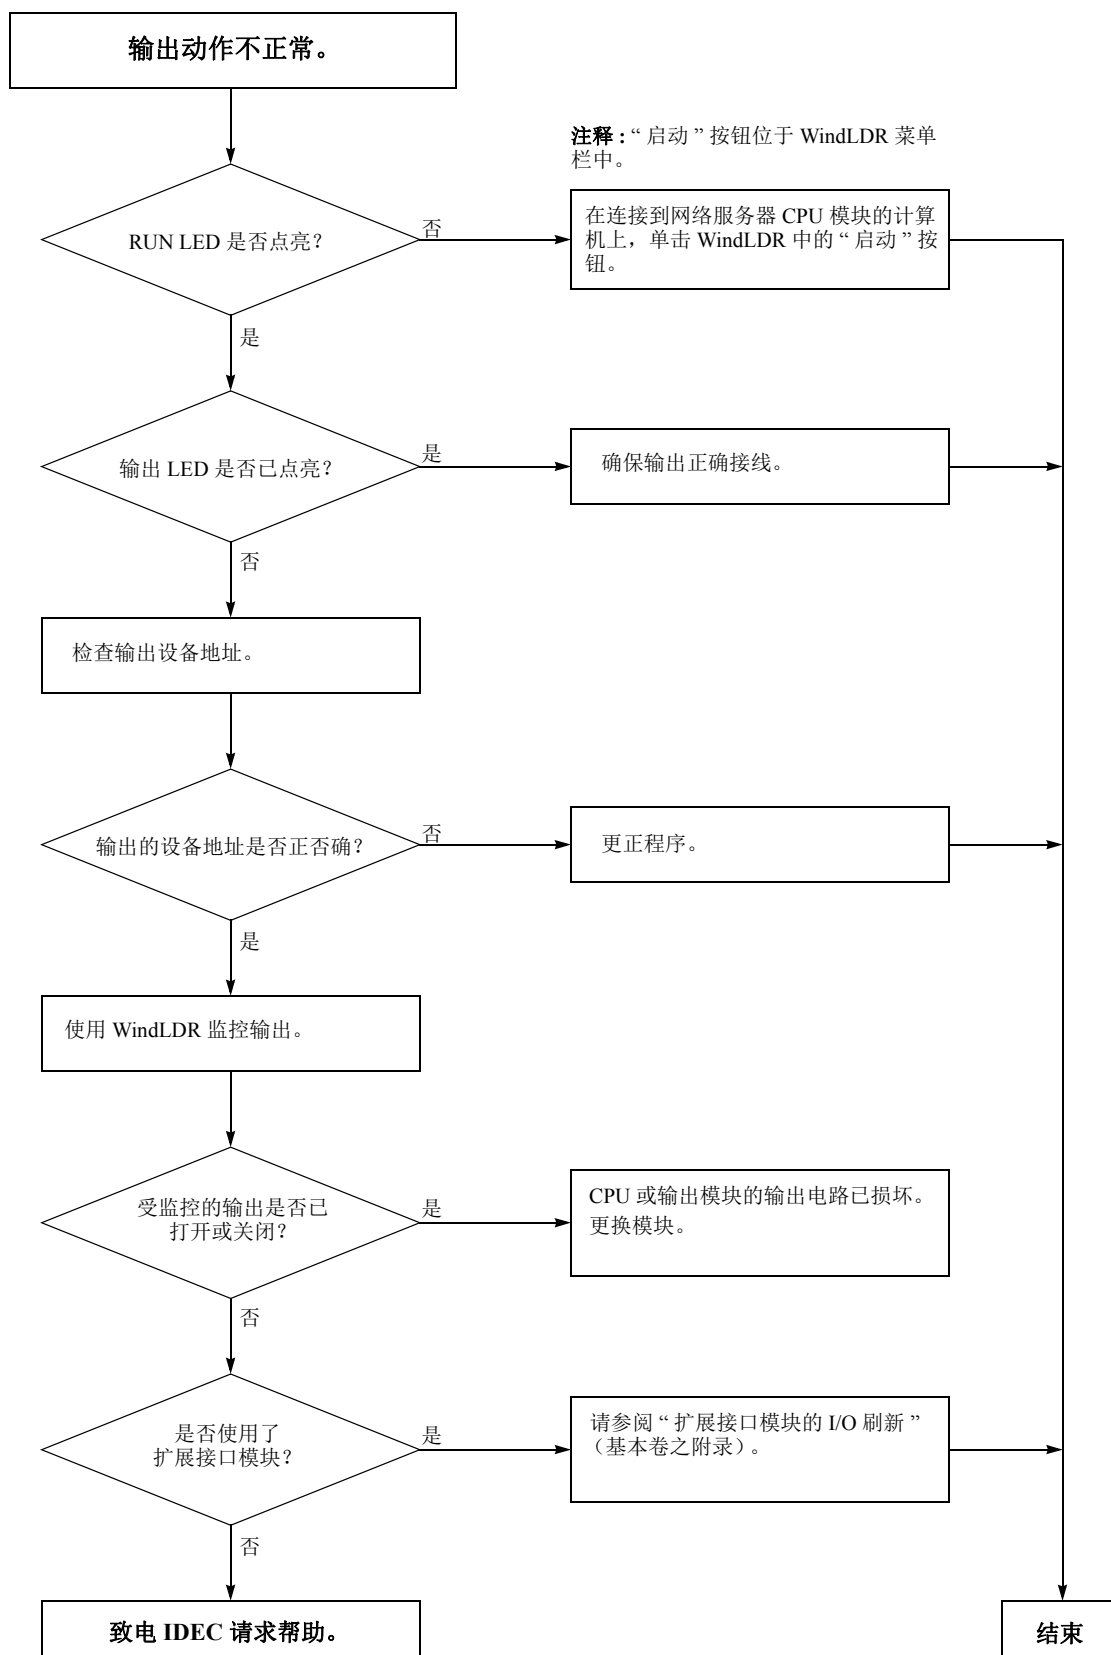 输出动作不正常。
注释 : “ 启动 ” 按钮位于 WindLDR 菜单
栏中。
RUN LED 是否点亮？
否
在连接到网络服务器 CPU 模块的计算
机上，单击 WindLDR 中的 “ 启动 ” 按
钮。
是
输出 LED 是否已点亮？
是
确保输出正确接线。
否
检查输出设备地址。
输出的设备地址是否正否确？
否
更正程序。
是
使用 WindLDR 监控输出。
受监控的输出是否已
打开或关闭？
是
CPU 或输出模块的输出电路已损坏。
更换模块。
否
是否使用了
扩展接口模块？
是
请参阅 “ 扩展接口模块的 I/O 刷新 ”
（基本卷之附录）。
否
致电 IDEC 请求帮助。
结束